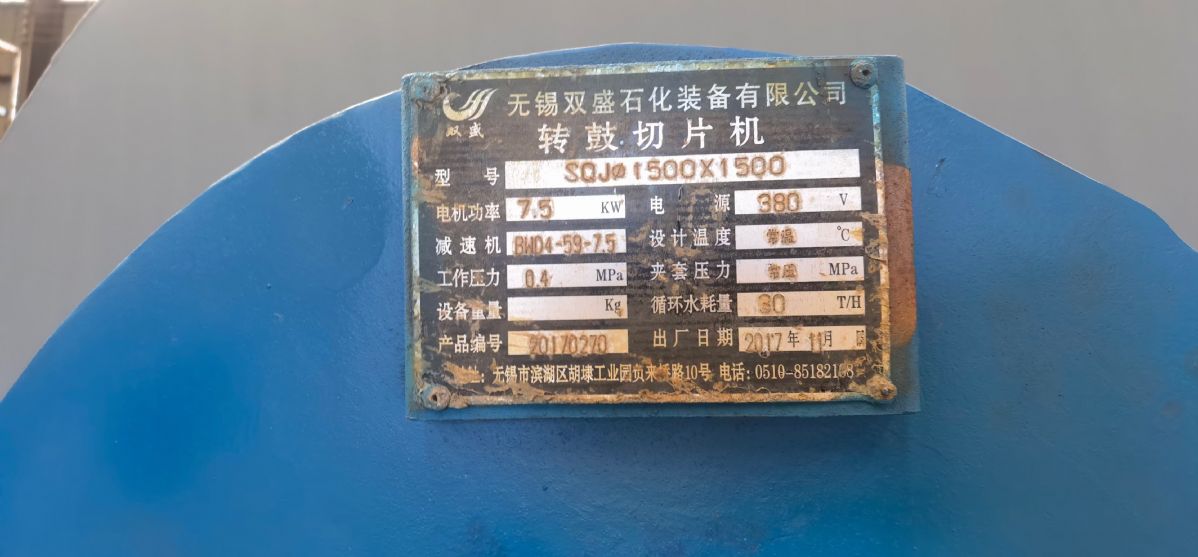 无锡双盛石化装备有限公司
双盛
转鼓切片机
型号 SQJø1500X1500
电机功率 7.5 KW 电源 380 V
减速机 BWD4-59-7.5 设计温度 常温 ℃
工作压力 0.4 MPa 夹套压力 常压 MPa
设备重量 Kg 循环水耗量 30 T/H
产品编号 20170270 出厂日期 2017年11月
址：无锡市滨湖区胡埭工业园 路10号 电话：0510-85182188